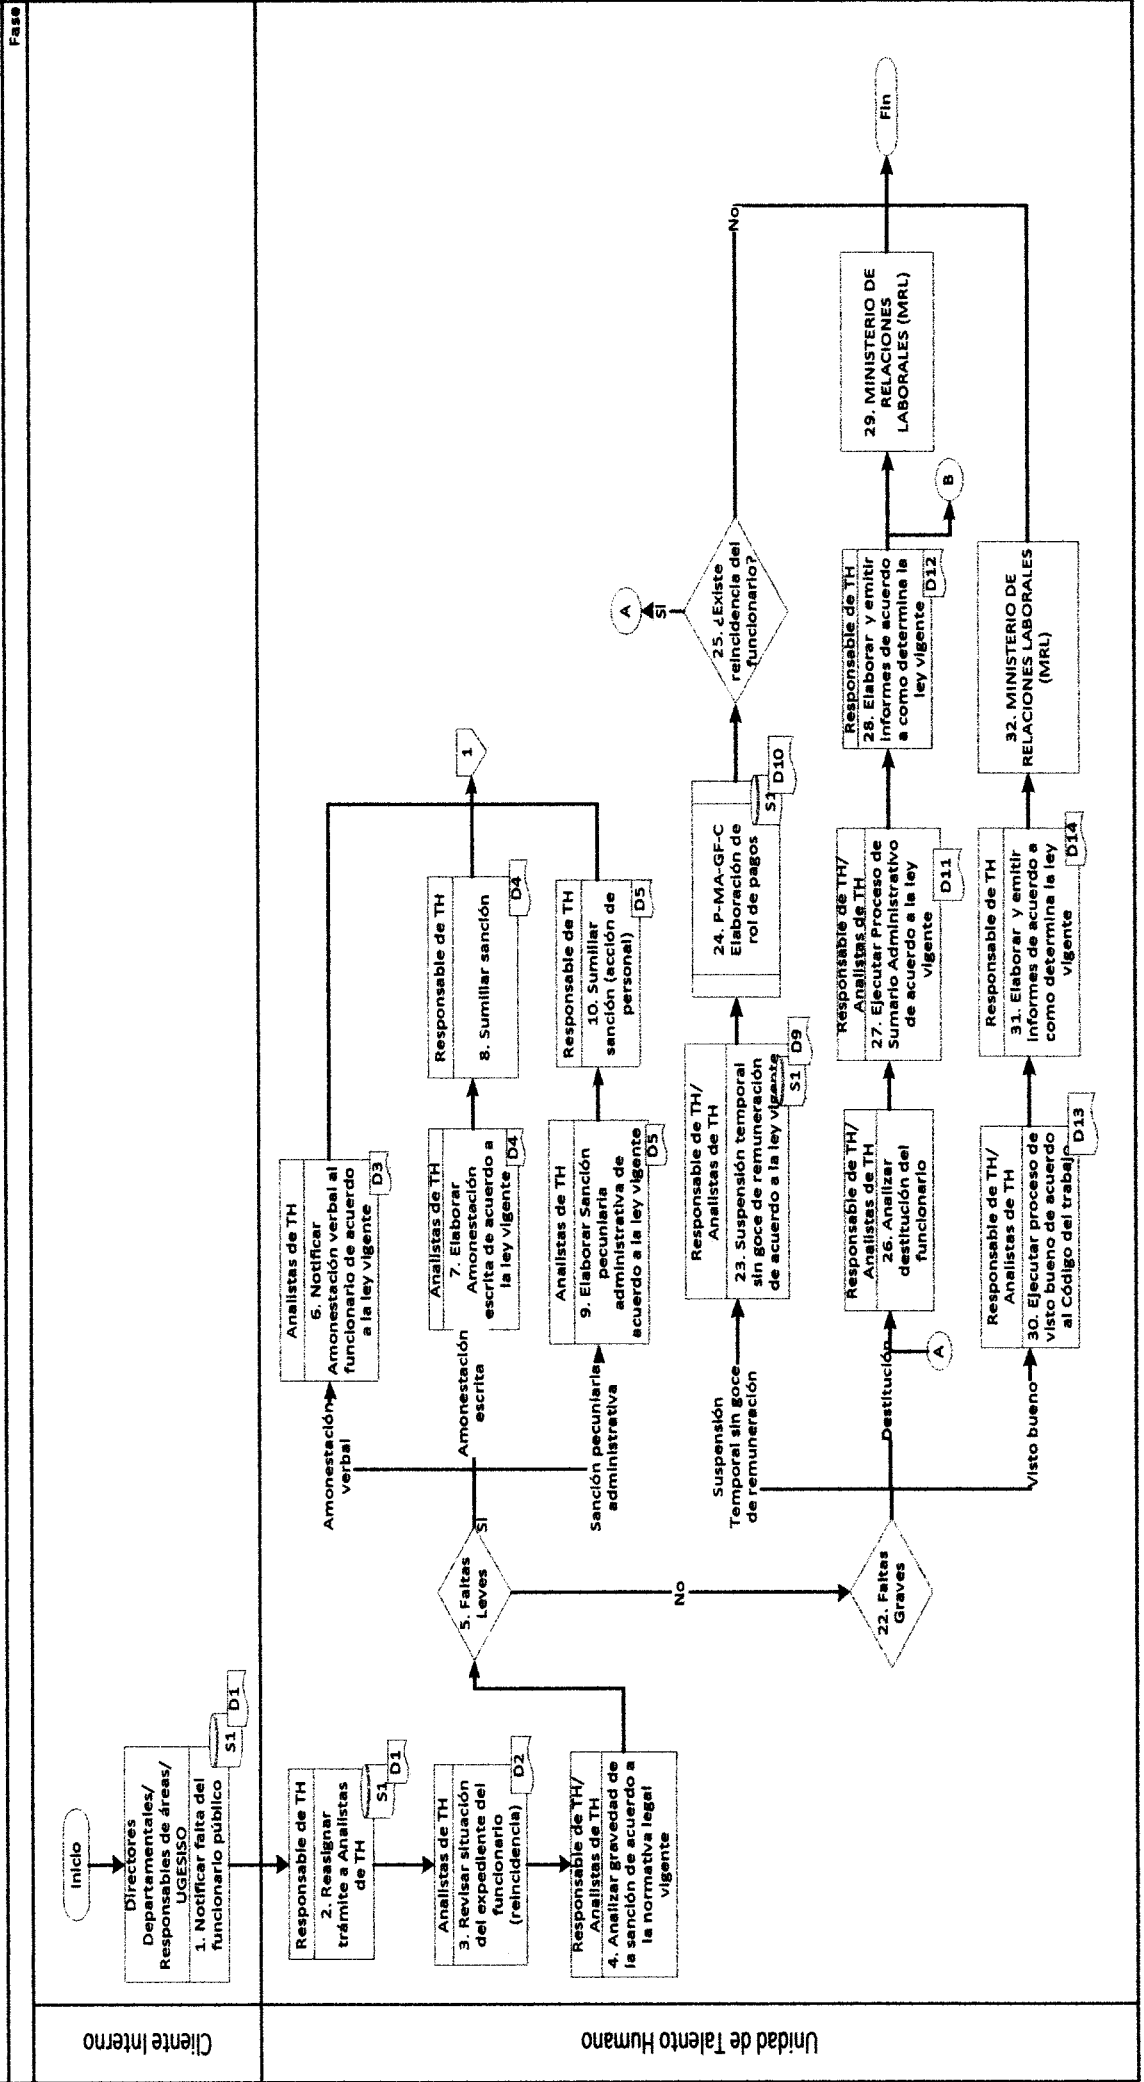 Fase
Cliente Interno
Inicio
Directores
Departamentales/
Responsables de áreas/
UGESISO
1. Notificar falta del
funcionario público
S1
D1
Unidad de Talento Humano
Responsable de TH
2. Reasignar
trámite a Analistas
de TH
S1
D1
Analistas de TH
3. Revisar situación
del expediente del
funcionario
(reincidencia)
D2
Responsable de TH/
Analistas de TH
4. Analizar gravedad de
la sanción de acuerdo a
la normativa legal
vigente
5. Faltas
Leves
SI
No
Amonestación
verbal
Analistas de TH
6. Notificar
Amonestación verbal al
funcionario de acuerdo
a la ley vigente
D3
Amonestación
escrita
Analistas de TH
7. Elaborar
Amonestación
escrita de acuerdo a
la ley vigente
D4
Responsable de TH
8. Sumillar sanción
D4
1
Sanción pecuniaria
administrativa
Analistas de TH
9. Elaborar Sanción
pecuniaria
administrativa de
acuerdo a la ley vigente
D5
Responsable de TH
10. Sumillar
sanción (acción de
personal)
D5
22. Faltas
Graves
Suspensión
Temporal sin goce
de remuneración
Responsable de TH/
Analistas de TH
23. Suspensión temporal
sin goce de remuneración
de acuerdo a la ley vigente
S1
D9
24. P-MA-GF-C
Elaboración de
rol de pagos
S1
D10
25. ¿Existe
reincidencia del
funcionario?
SI
A
No
Destitución
A
Responsable de TH/
Analistas de TH
26. Analizar
destitución del
funcionario
Responsable de TH/
Analistas de TH
27. Ejecutar Proceso de
Sumario Administrativo
de acuerdo a la ley
vigente
D11
Responsable de TH
28. Elaborar y emitir
informes de acuerdo
a como determina la
ley vigente
D12
B
29. MINISTERIO DE
RELACIONES
LABORALES (MRL)
Fin
Visto bueno
Responsable de TH/
Analistas de TH
30. Ejecutar proceso de
visto bueno de acuerdo
al Código del trabajo
D13
Responsable de TH
31. Elaborar y emitir
informes de acuerdo a
como determina la ley
vigente
D14
32. MINISTERIO DE
RELACIONES LABORALES
(MRL)